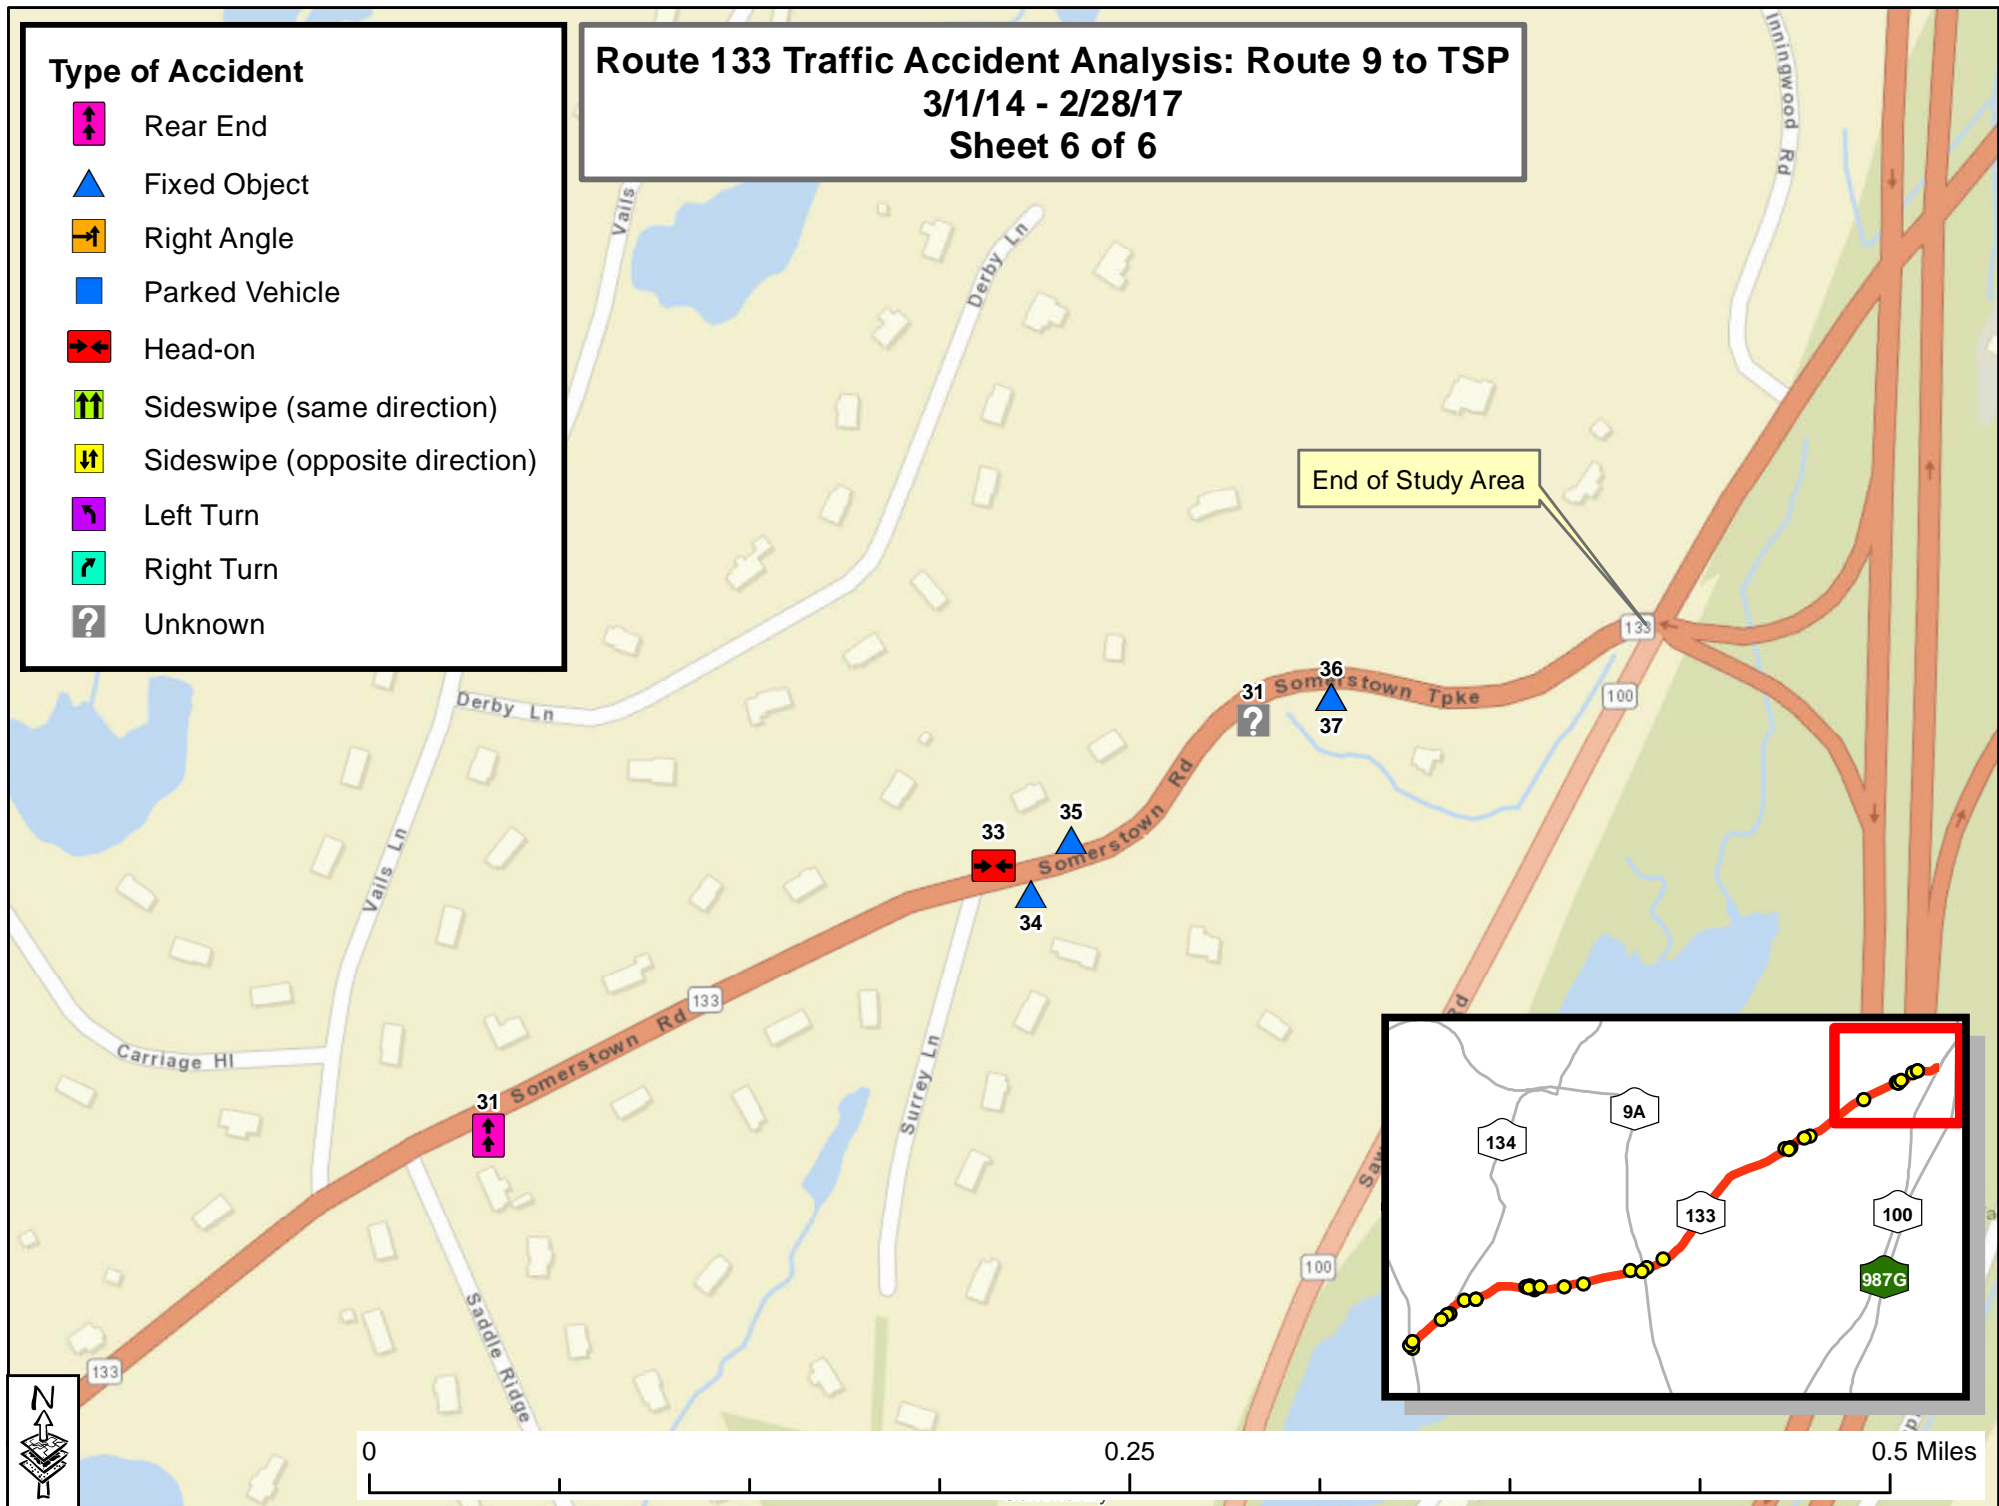 Type of Accident
Rear End
Fixed Object
Right Angle
Parked Vehicle
Head-on
Sideswipe (same direction)
Sideswipe (opposite direction)
Left Turn
Right Turn
? Unknown
Route 133 Traffic Accident Analysis: Route 9 to TSP
3/1/14 - 2/28/17
Sheet 6 of 6
Inningwood Rd
Vails
Derby Ln
End of Study Area
133
100
36
Somerstown Tpke
31
?
37
Derby Ln
Somerstown Rd
35
33
34
Vails Ln
133
Somerstown Rd
Carriage Hl
31
Surrey Ln
Saddle Ridge
133
100
Rd
Saw
134
9A
133
100
987G
N
0
0.25
0.5 Miles